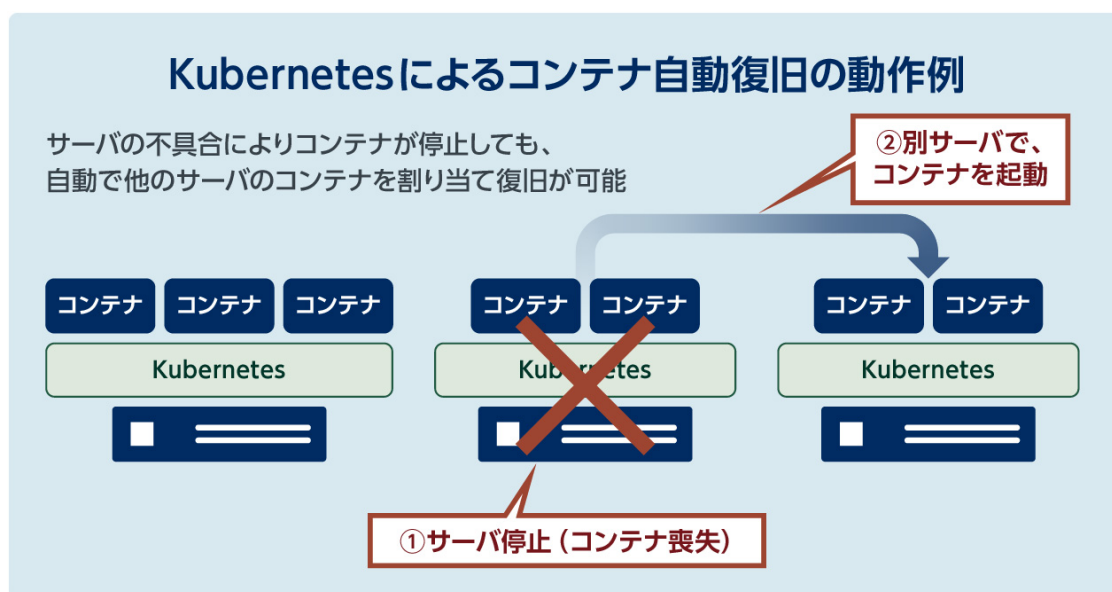 Kubernetesによるコンテナ自動復旧の動作例
サーバの不具合によりコンテナが停止しても、
自動で他のサーバのコンテナを割り当て復旧が可能
②別サーバで、
コンテナを起動
コンテナ コンテナ コンテナ コンテナ コンテナ コンテナ コンテナ
Kubernetes Kubernetes Kubernetes
①サーバ停止（コンテナ喪失）